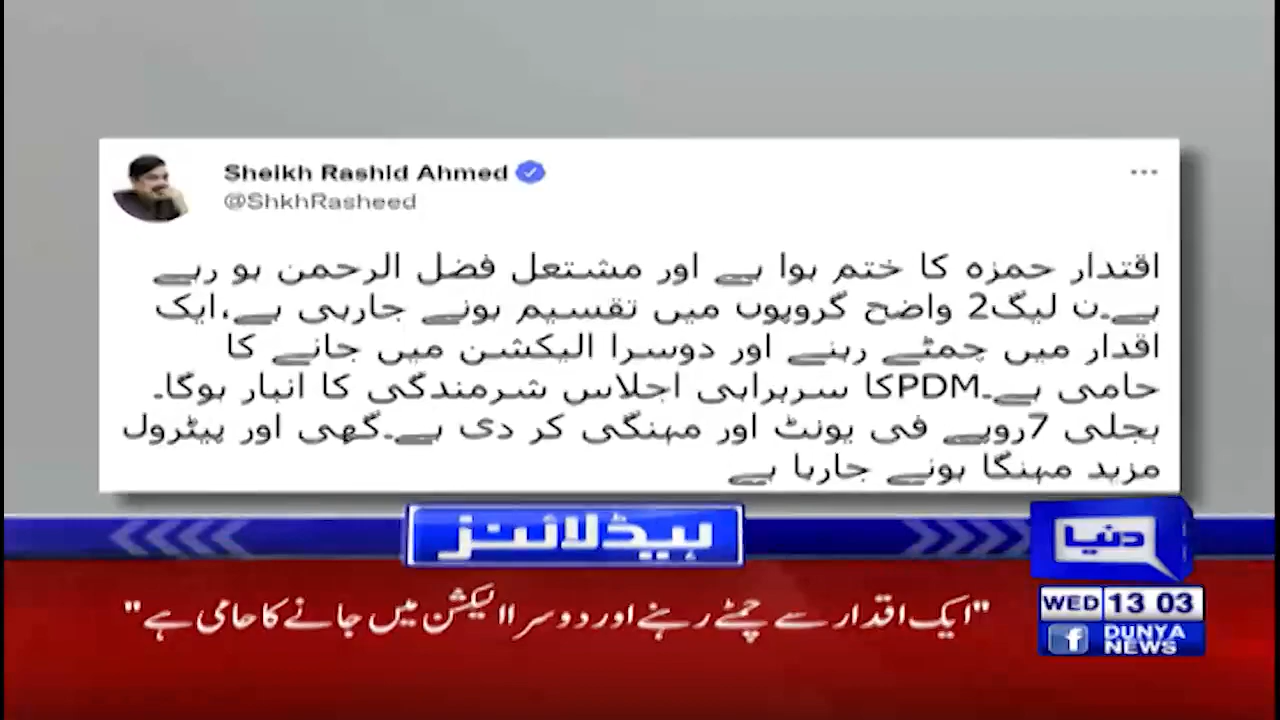 Sheikh Rashid Ahmed
@ShkhRasheed
اقتدار حمزہ کا ختم ہوا ہے اور مشتعل فضل الرحمن ہو رہے
ہے۔ن لیگ2 واضح گروپوں میں تقسیم ہونے جارہی ہے،ایک
اقدار میں چمٹے رہنے اور دوسرا الیکشن میں جانے کا
حامی ہے۔PDMکا سربراہی اجلاس شرمندگی کا انبار ہوگا۔
بجلی 7روپے فی یونٹ اور مہنگی کر دی ہے۔گھی اور پیٹرول
مزید مہنگا ہونے جارہا ہے
ہیڈلائنز
دنیا
"ایک اقدار سے چمٹے رہنے اور دوسرا الیکشن میں جانے کا حامی ہے"
WED 13 03
DUNYA
NEWS